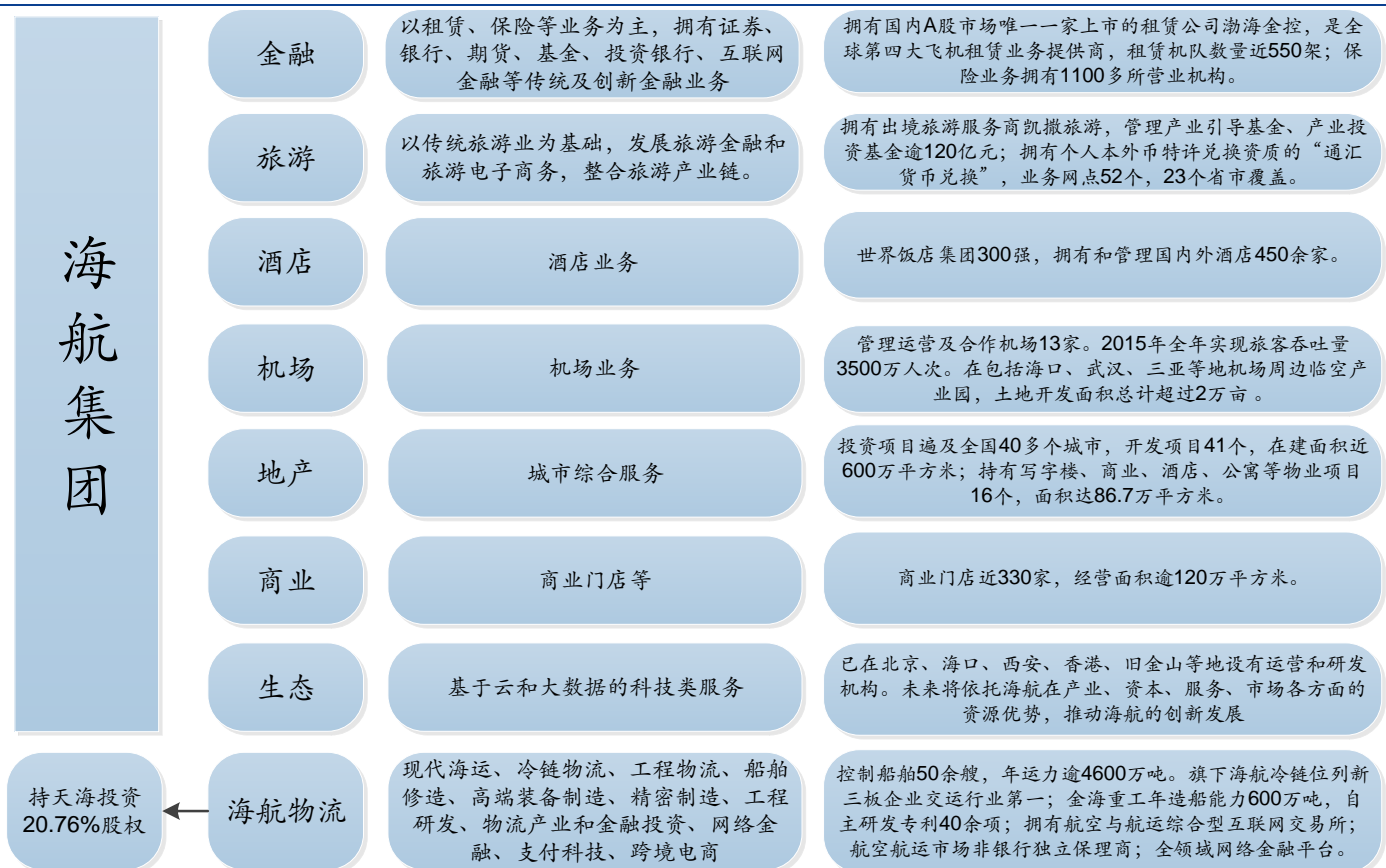 海
航
集
团
金融
以租赁、保险等业务为主，拥有证券、
银行、期货、基金、投资银行、互联网
金融等传统及创新金融业务
拥有国内A股市场唯一一家上市的租赁公司渤海金控，是全
球第四大飞机租赁业务提供商，租赁机队数量近550架；保
险业务拥有1100多所营业机构。
旅游
以传统旅游业为基础，发展旅游金融和
旅游电子商务，整合旅游产业链。
拥有出境旅游服务商凯撒旅游，管理产业引导基金、产业投
资基金逾120亿元；拥有个人本外币特许兑换资质的“通汇
货币兑换”，业务网点52个，23个省市覆盖。
酒店
酒店业务
世界饭店集团300强，拥有和管理国内外酒店450余家。
机场
机场业务
管理运营及合作机场13家。2015年全年实现旅客吞吐量
3500万人次。在包括海口、武汉、三亚等地机场周边临空产
业园，土地开发面积总计超过2万亩 。
地产
城市综合服务
投资项目遍及全国40多个城市，开发项目41个，在建面积近
600万平方米；持有写字楼、商业、酒店、公寓等物业项目
16个，面积达86.7万平方米。
商业
商业门店等
商业门店近330家，经营面积逾120万平方米。
生态
基于云和大数据的科技类服务
已在北京、海口、西安、香港、旧金山等地设有运营和研发
机构。未来将依托海航在产业、资本、服务、市场各方面的
资源优势，推动海航的创新发展
持天海投资
20.76%股权
海航物流
现代海运、冷链物流、工程物流、船舶
修造、高端装备制造、精密制造、工程
研发、物流产业和金融投资、网络金
融、支付科技、跨境电商
控制船舶50余艘，年运力逾4600万吨。旗下海航冷链位列新
三板企业交运行业第一；金海重工年造船能力600万吨，自
主研发专利40余项；拥有航空与航运综合型互联网交易所；
航空航运市场非银行独立保理商；全领域网络金融平台。